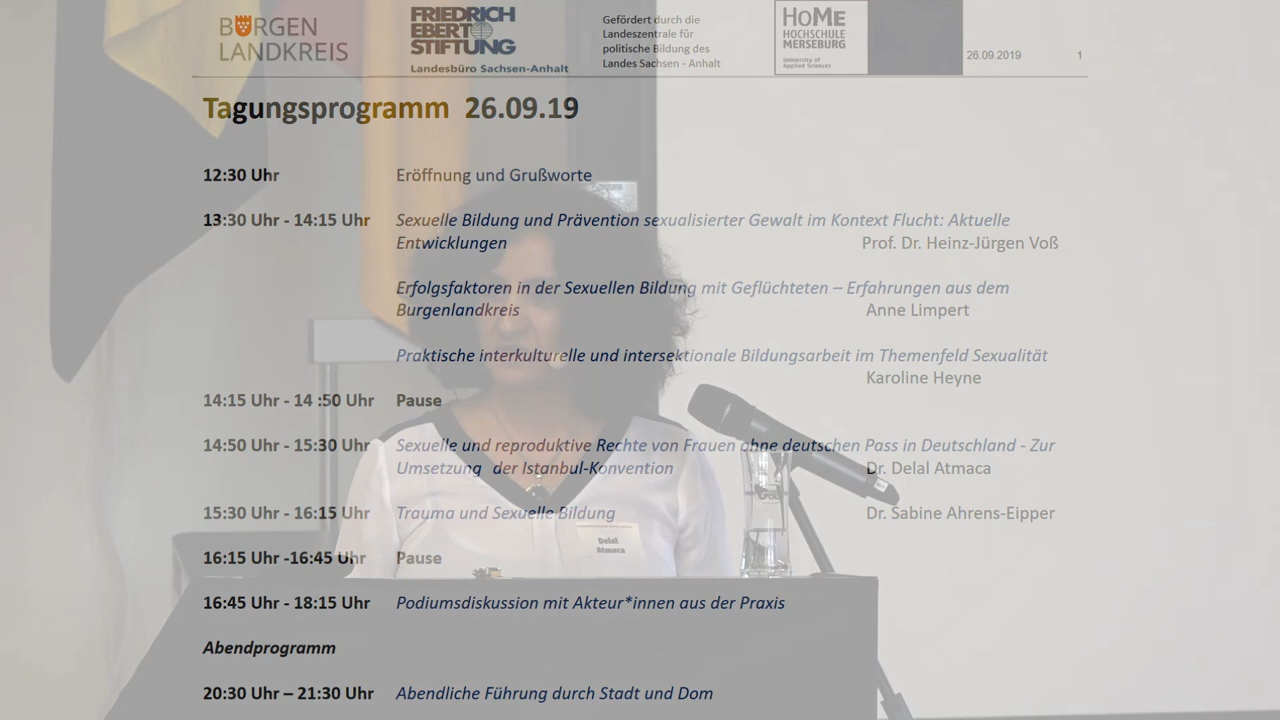 BURGEN
LANDKREIS
FRIEDRICH
EBERT
STIFTUNG
Landesbüro Sachsen-Anhalt
Gefördert durch die
Landeszentrale für
politische Bildung des
Landes Sachsen - Anhalt
HoMe
HOCHSCHULE
MERSEBURG
University of
Applied Sciences
26.09.2019 1
Tagungsprogramm 26.09.19
12:30 Uhr Eröffnung und Grußworte
13:30 Uhr - 14:15 Uhr Sexuelle Bildung und Prävention sexualisierter Gewalt im Kontext Flucht: Aktuelle
Entwicklungen Prof. Dr. Heinz-Jürgen Voß
Erfolgsfaktoren in der Sexuellen Bildung mit Geflüchteten – Erfahrungen aus dem
Burgenlandkreis Anne Limpert
Praktische interkulturelle und intersektionale Bildungsarbeit im Themenfeld Sexualität
Karoline Heyne
14:15 Uhr - 14 :50 Uhr Pause
14:50 Uhr - 15:30 Uhr Sexuelle und reproduktive Rechte von Frauen ohne deutschen Pass in Deutschland - Zur
Umsetzung der Istanbul-Konvention Dr. Delal Atmaca
15:30 Uhr - 16:15 Uhr Trauma und Sexuelle Bildung Dr. Sabine Ahrens-Eipper
Delal
Atmaca
16:15 Uhr -16:45 Uhr Pause
16:45 Uhr - 18:15 Uhr Podiumsdiskussion mit Akteur*innen aus der Praxis
Abendprogramm
20:30 Uhr – 21:30 Uhr Abendliche Führung durch Stadt und Dom